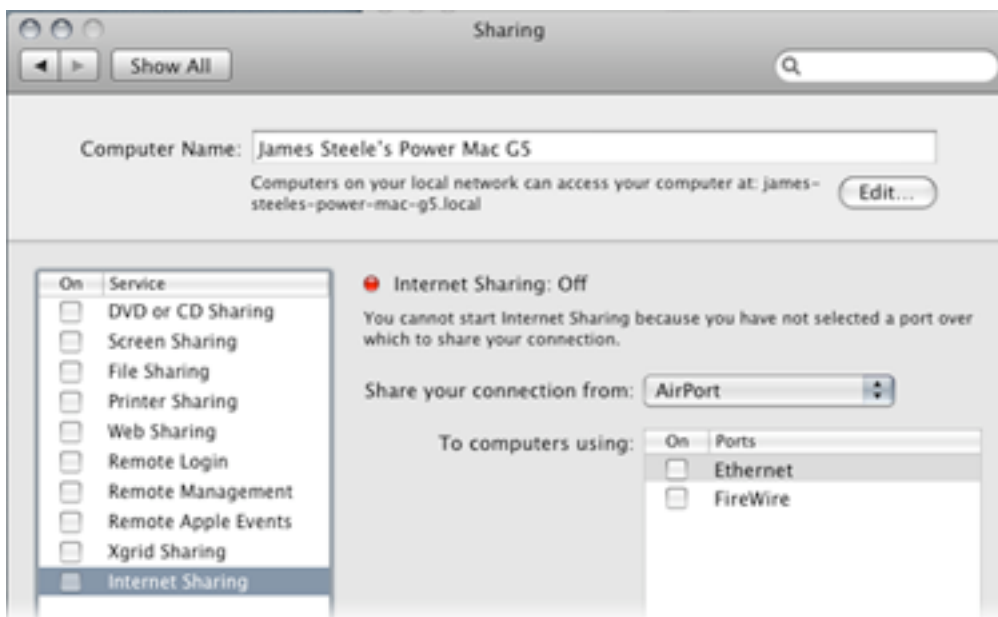 Sharing
Show All
Computer Name: James Steele's Power Mac G5
Computers on your local network can access your computer at: james-
steeles-power-mac-g5.local
Edit...
On Service
DVD or CD Sharing
Screen Sharing
File Sharing
Printer Sharing
Web Sharing
Remote Login
Remote Management
Remote Apple Events
Xgrid Sharing
Internet Sharing
Internet Sharing: Off
You cannot start Internet Sharing because you have not selected a port over
which to share your connection.
Share your connection from: AirPort
To computers using:
On Ports
Ethernet
FireWire